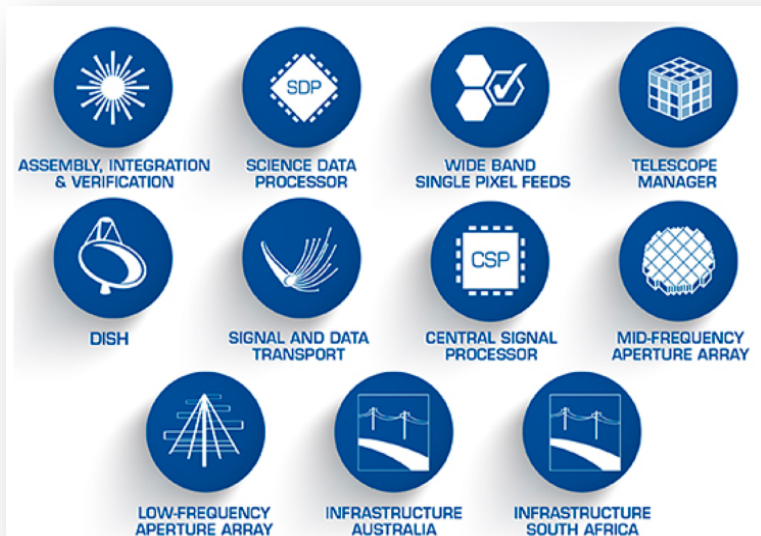 SDP
ASSEMBLY, INTEGRATION
& VERIFICATION
SCIENCE DATA
PROCESSOR
WIDE BAND
SINGLE PIXEL FEEDS
TELESCOPE
MANAGER
CSP
DISH
SIGNAL AND DATA
TRANSPORT
CENTRAL SIGNAL
PROCESSOR
MID-FREQUENCY
APERTURE ARRAY
LOW-FREQUENCY
APERTURE ARRAY
INFRASTRUCTURE
AUSTRALIA
INFRASTRUCTURE
SOUTH AFRICA